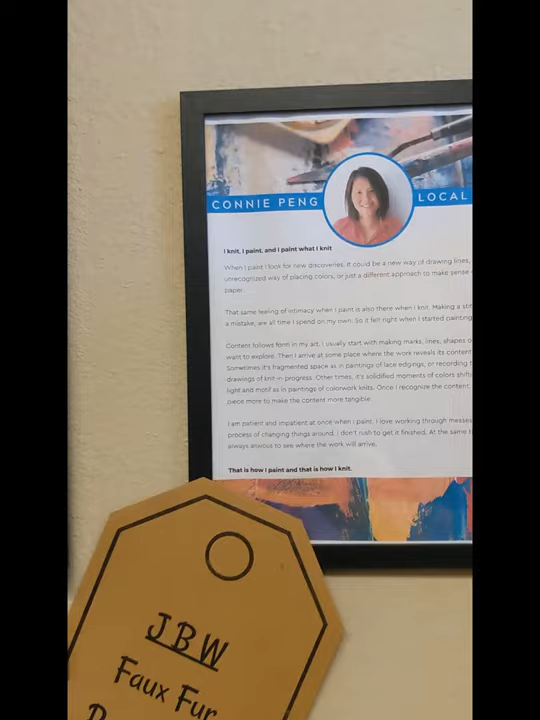 CONNIE PENG LOCAL
I knit, I paint, and I paint what I knit
When I paint I look for new discoveries. It could be a new way of drawing lines,
unrecognized way of placing colors, or just a different approach to make sense
paper.
That same feeling of intimacy when I paint is also there when I knit. Making a
a mistake, are all time I spend on my own. So it felt right when I started painting
Content follows form in my art. I usually start with making marks, lines, shapes
want to explore. Then I arrive at some place where the work reveals its content
Sometimes it's fragmented space as in paintings of lace edgings, or recording
drawings of knit-in-progress. Other times, it's solidified moments of colors
light and motif as in paintings of colorwork knits. Once I recognize the content,
piece more to make the content more tangible.
I am patient and impatient at once when I paint. I love working through
process of changing things around. I don't rush to get it finished. At the same
always anxious to see where the work will arrive.
That is how I paint and that is how I knit.
JBW
Faux Fur